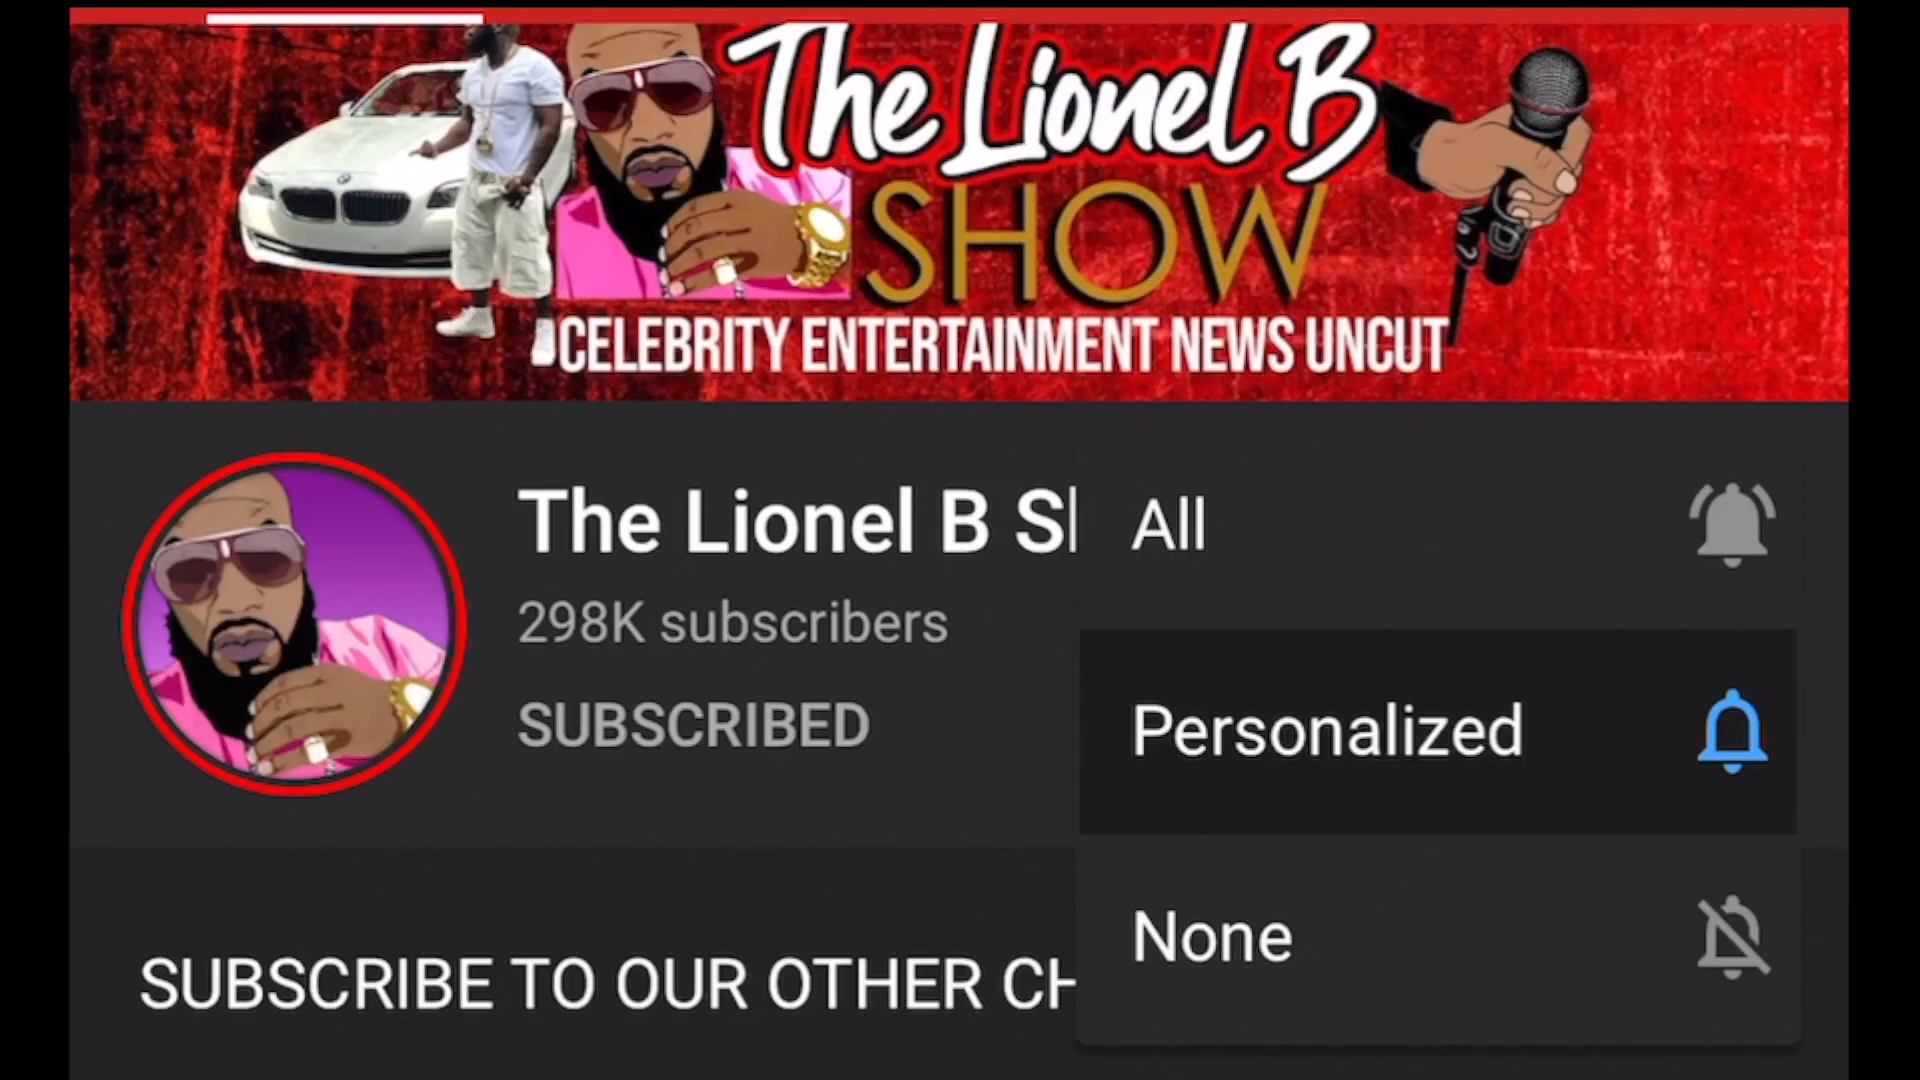 The Lionel B
SHOW
CELEBRITY ENTERTAINMENT NEWS UNCUT
The Lionel B
298K subscribers
SUBSCRIBED
SUBSCRIBE TO OUR OTHER
All
Personalized
None